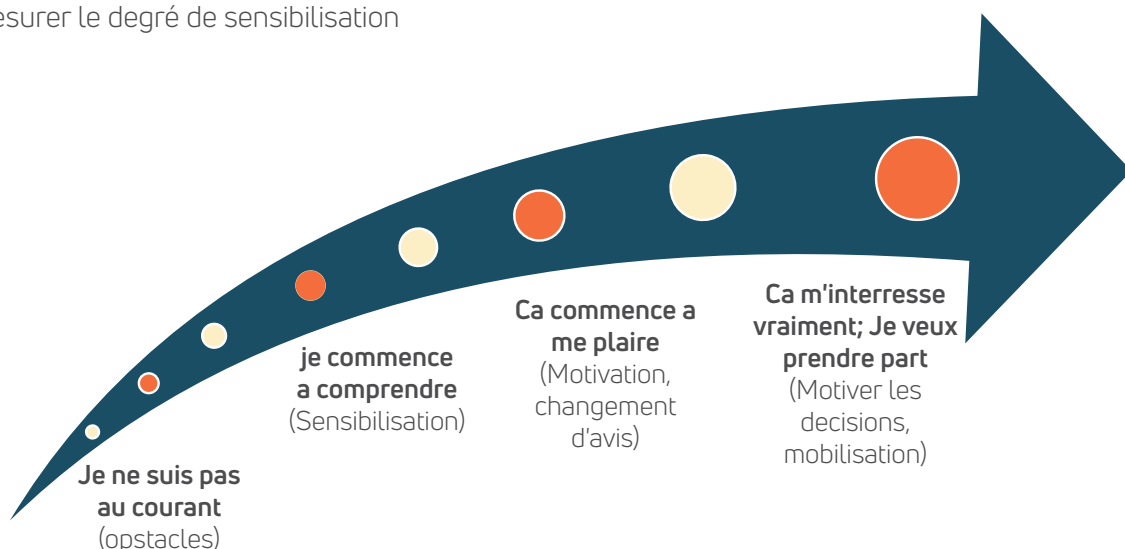 esurer le degré de sensibilisation
Je ne suis pas
au courant
(opstacles)
je commence
a comprendre
(Sensibilisation)
Ca commence a
me plaire
(Motivation,
changement
d'avis)
Ca m'interresse
vraiment; Je veux
prendre part
(Motiver les
decisions,
mobilisation)